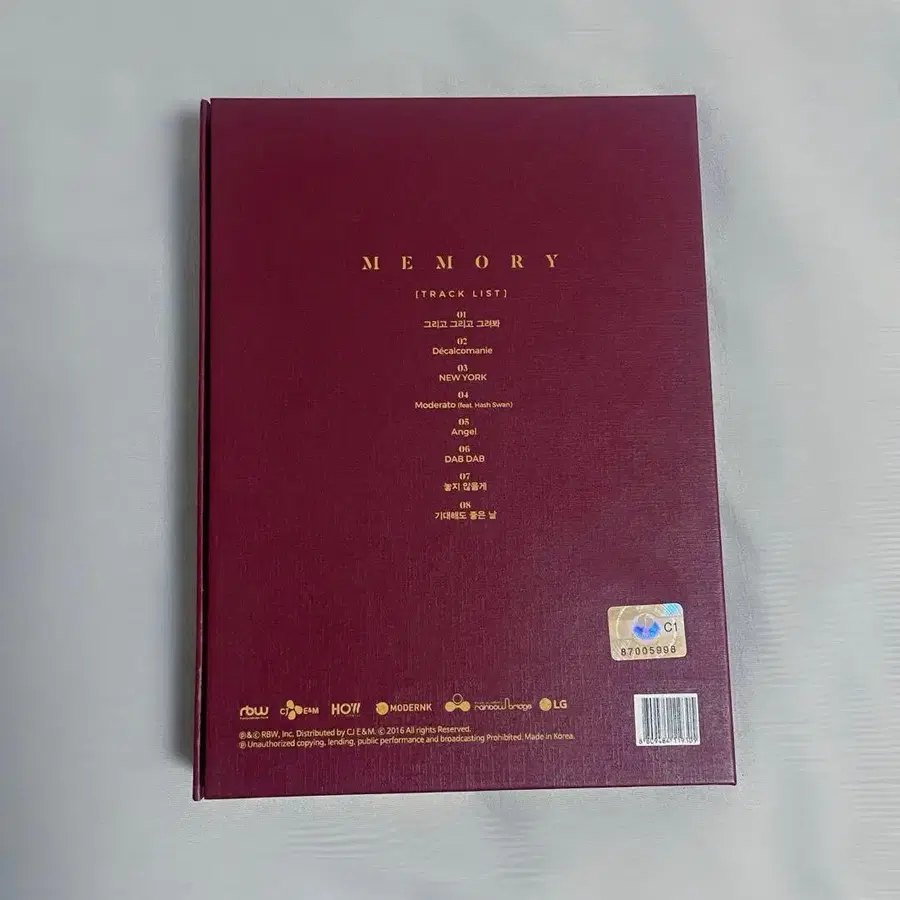 MEMORY
[TRACK LIST]
01
그리고 그리고 그려봐
02
Décalcomanie
03
NEW YORK
04
Moderato (feat. Hash Swan)
05
Angel
06
DAB DAB
07
놓지 않을게
08
기대해도 좋은 날
C1
87005996
rbw CJ E&M HOW MODERNK rainbow bridge LG
℗&© RBW, Inc. Distributed by CJ E&M. © 2016 All rights Reserved.
℗ Unauthorized copying, lending, public performance and broadcasting Prohibited. Made in Korea.